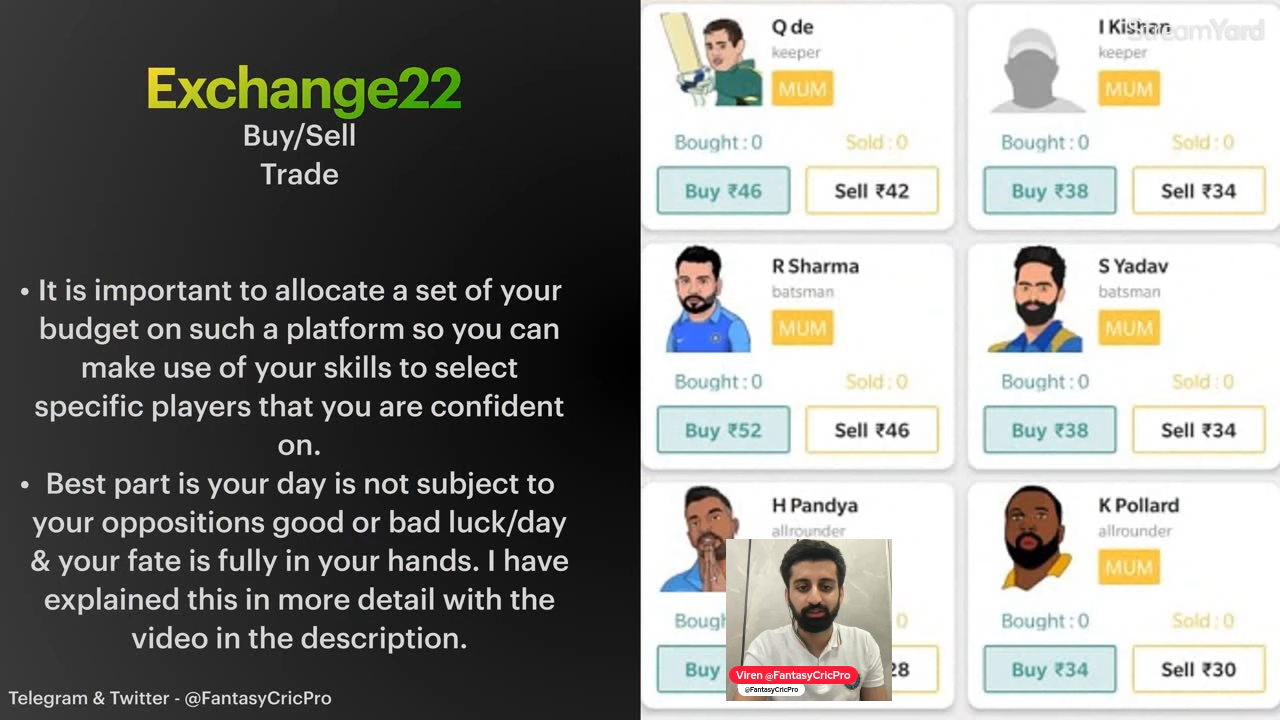 Exchange22
Buy/Sell
Trade
• It is important to allocate a set of your
budget on such a platform so you can
make use of your skills to select
specific players that you are confident
on.
• Best part is your day is not subject to
your oppositions good or bad luck/day
& your fate is fully in your hands. I have
explained this in more detail with the
video in the description.
Telegram & Twitter - @FantasyCricPro
StreamYard
Q de
keeper
MUM
Bought : 0 Sold : 0
Buy ₹46 Sell ₹42
I Kishan
keeper
MUM
Bought : 0 Sold : 0
Buy ₹38 Sell ₹34
R Sharma
batsman
MUM
Bought : 0 Sold : 0
Buy ₹52 Sell ₹46
S Yadav
batsman
MUM
Bought : 0 Sold : 0
Buy ₹38 Sell ₹34
H Pandya
allrounder
Buy
K Pollard
allrounder
MUM
Bought : 0 Sold : 0
Buy ₹34 Sell ₹30
Viren @FantasyCricPro
@FantasyCricPro